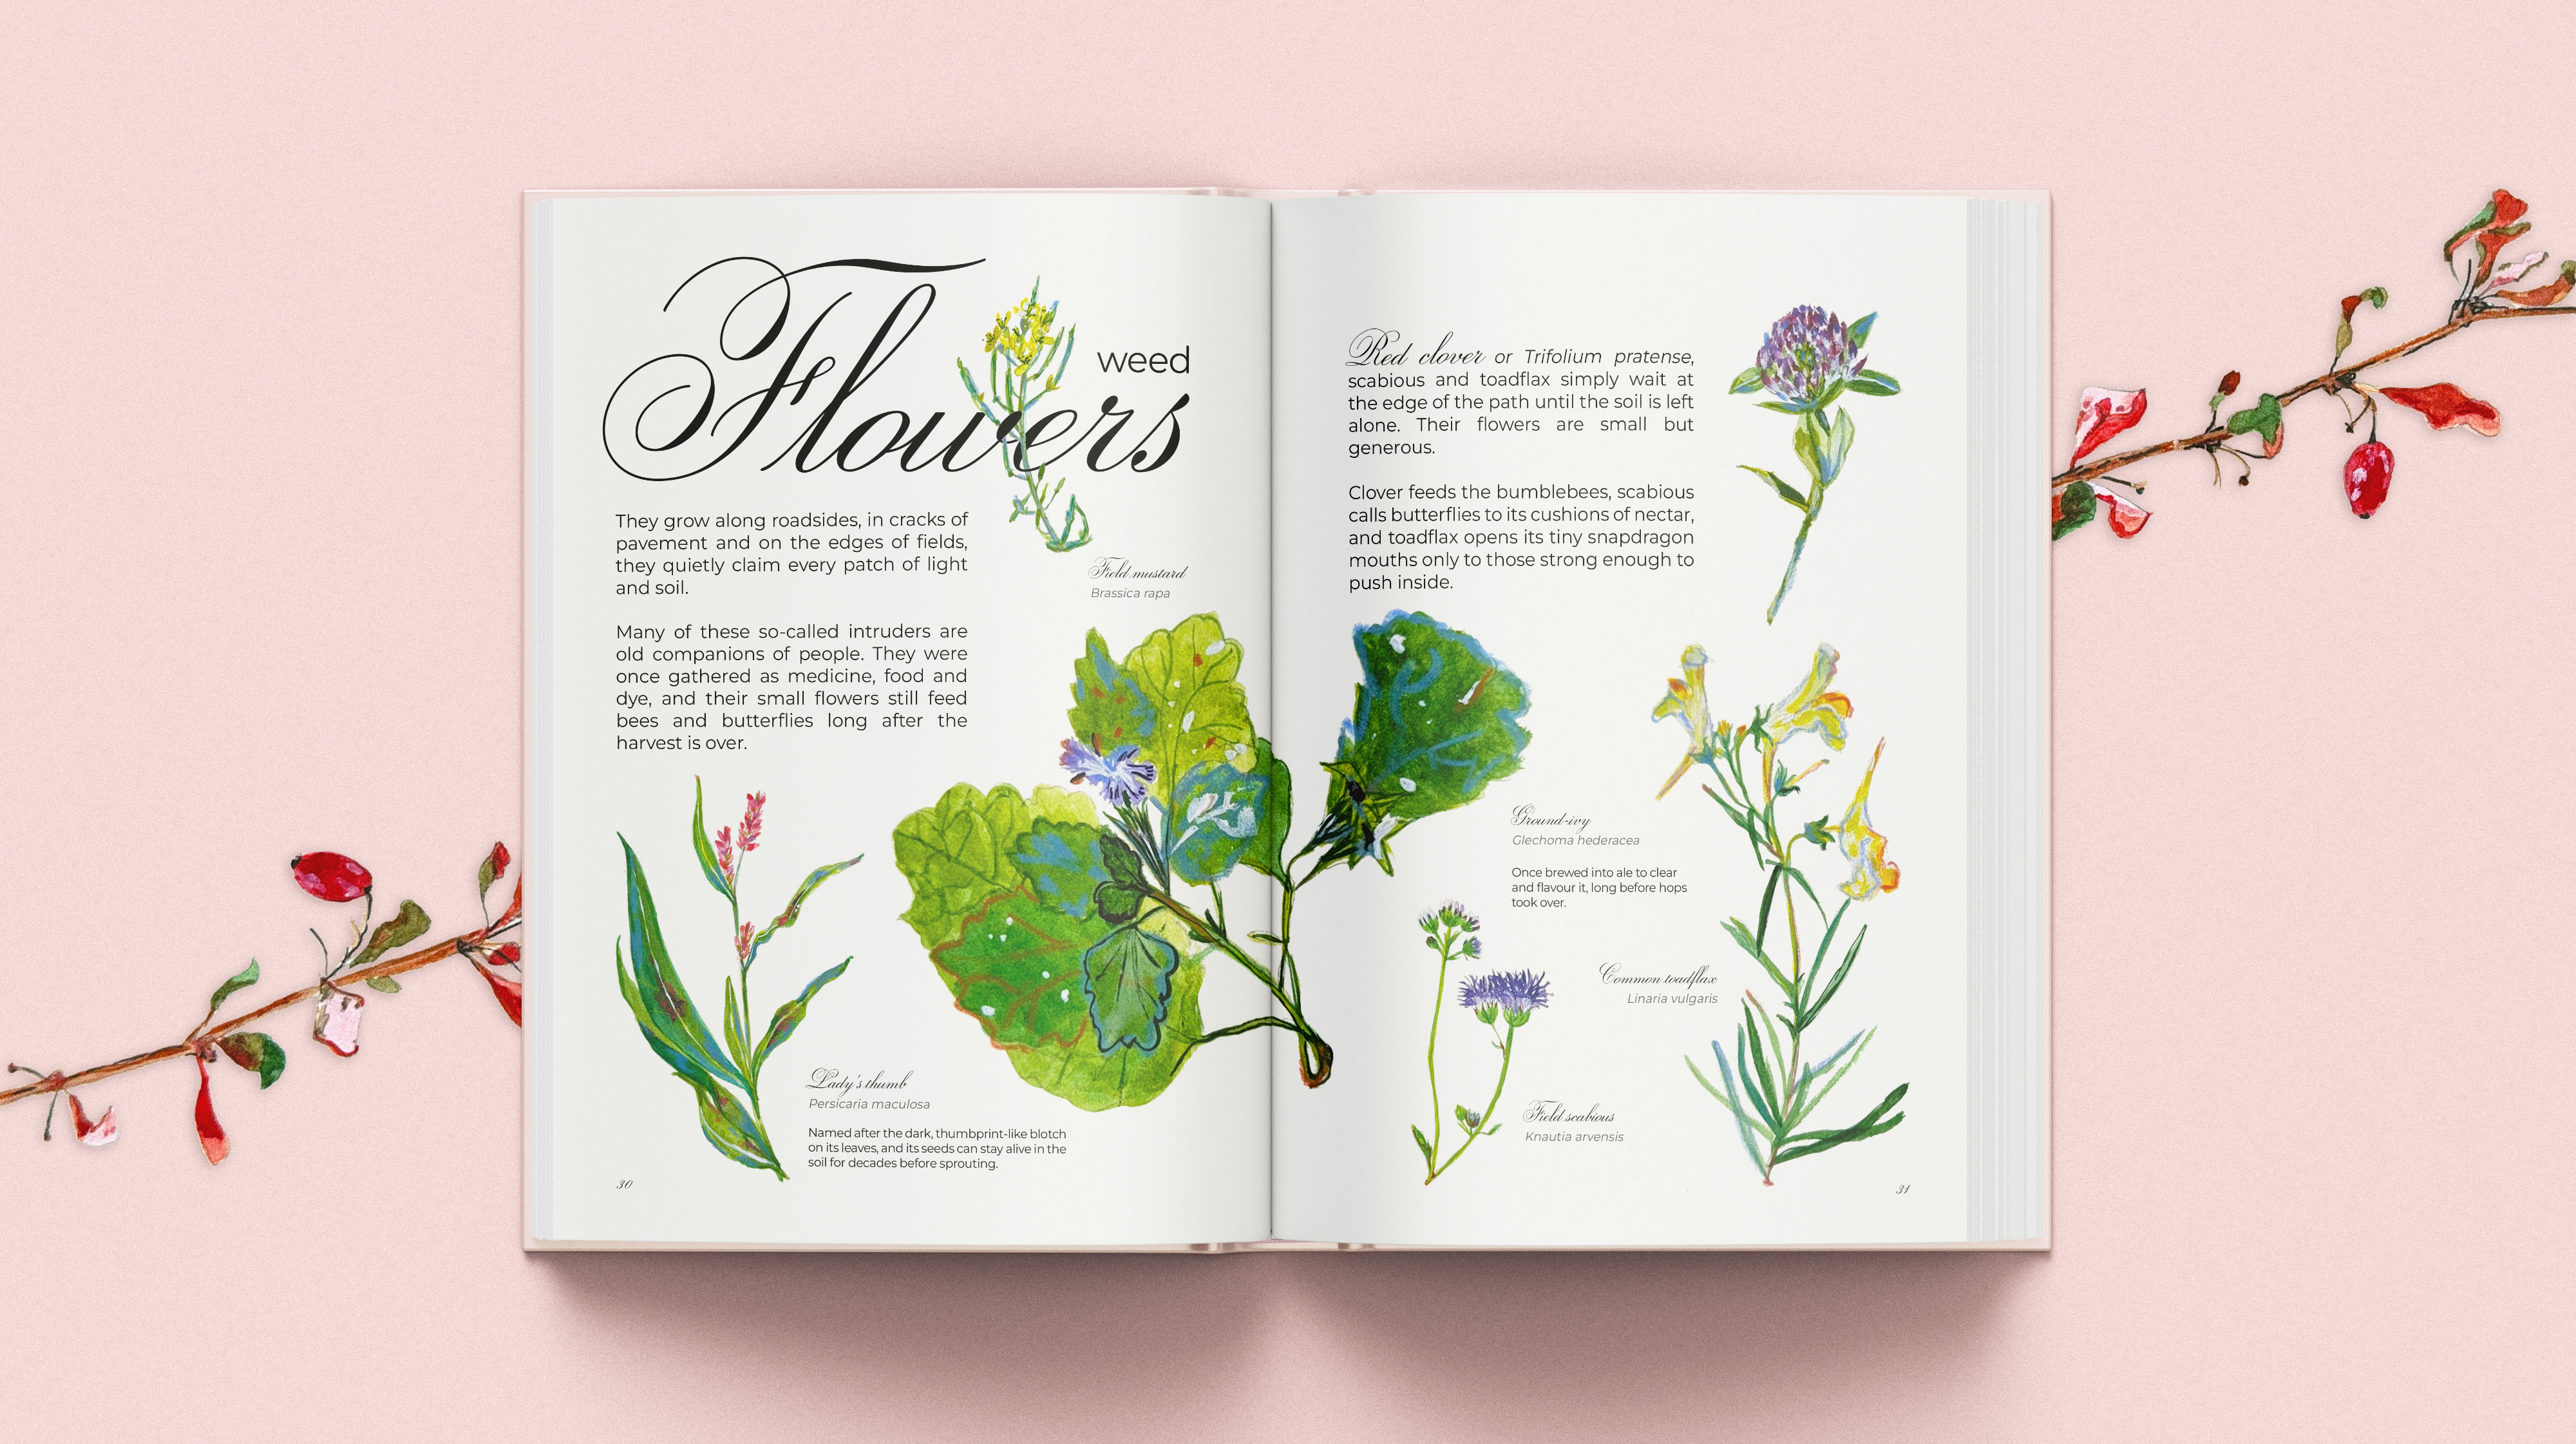 weed
Flowers
They grow along roadsides, in cracks of
pavement and on the edges of fields,
they quietly claim every patch of light
and soil.
Many of these so-called intruders are
old companions of people. They were
once gathered as medicine, food and
dye, and their small flowers still feed
bees and butterflies long after the
harvest is over.
Field mustard
Brassica rapa
Lady's thumb
Persicaria maculosa
Named after the dark, thumbprint-like blotch
on its leaves, and its seeds can stay alive in the
soil for decades before sprouting.
30
Red clover or Trifolium pratense,
scabious and toadflax simply wait at
the edge of the path until the soil is left
alone. Their flowers are small but
generous.
Clover feeds the bumblebees, scabious
calls butterflies to its cushions of nectar,
and toadflax opens its tiny snapdragon
mouths only to those strong enough to
push inside.
Ground-ivy
Glechoma hederacea
Once brewed into ale to clear
and flavour it, long before hops
took over.
Common toadflax
Linaria vulgaris
Field scabious
Knautia arvensis
31